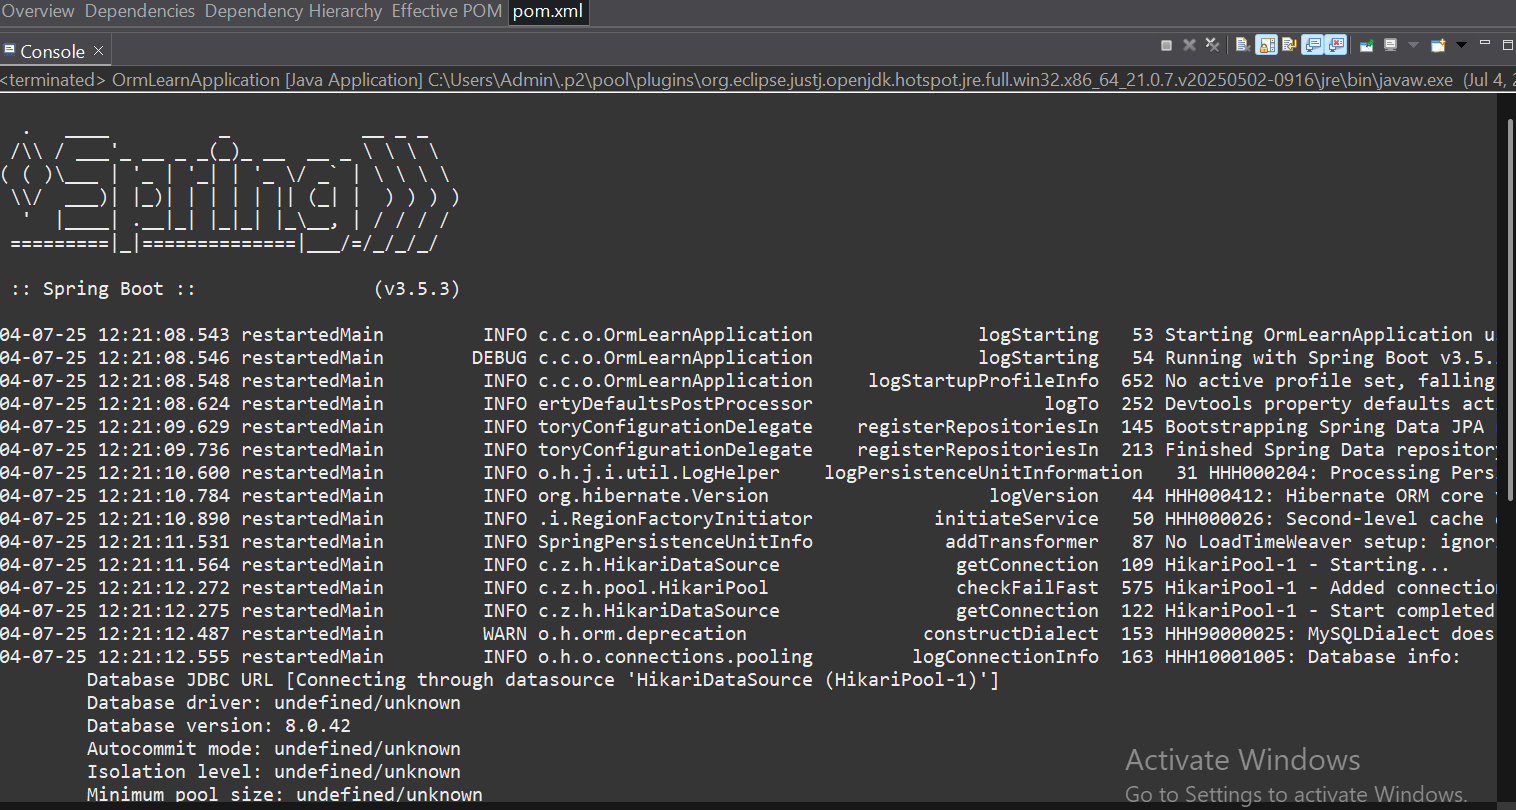 Overview Dependencies Dependency Hierarchy Effective POM pom.xml
Console
<terminated> OrmLearnApplication [Java Application] C:\Users\Admin\.p2\pool\plugins\org.eclipse.justj.openjdk.hotspot.jre.full.win32.x86_64_21.0.7.v20250502-0916\jre\bin\javaw.exe (Jul 4,
  .   ____          _            __ _ _
 /\\ / ___'_ __ _ _(_)_ __  __ _ \ \ \ \
( ( )\___ | '_ | '_| | '_ \/ _` | \ \ \ \
 \\/  ___)| |_)| | | | | || (_| |  ) ) ) )
  '  |____| .__|_| |_|_| |_\__, | / / / /
 =========|_|==============|___/=/_/_/_/
 :: Spring Boot ::                (v3.5.3)
04-07-25 12:21:08.543 restartedMain         INFO c.c.o.OrmLearnApplication               logStarting   53 Starting OrmLearnApplication u
04-07-25 12:21:08.546 restartedMain        DEBUG c.c.o.OrmLearnApplication               logStarting   54 Running with Spring Boot v3.5.
04-07-25 12:21:08.548 restartedMain         INFO c.c.o.OrmLearnApplication     logStartupProfileInfo  652 No active profile set, falling
04-07-25 12:21:08.624 restartedMain         INFO ertyDefaultsPostProcessor                     logTo  252 Devtools property defaults act
04-07-25 12:21:09.629 restartedMain         INFO toryConfigurationDelegate    registerRepositoriesIn  145 Bootstrapping Spring Data JPA
04-07-25 12:21:09.736 restartedMain         INFO toryConfigurationDelegate    registerRepositoriesIn  213 Finished Spring Data repository
04-07-25 12:21:10.600 restartedMain         INFO o.h.j.i.util.LogHelper    logPersistenceUnitInformation   31 HHH000204: Processing Pers
04-07-25 12:21:10.784 restartedMain         INFO org.hibernate.Version                    logVersion   44 HHH000412: Hibernate ORM core
04-07-25 12:21:10.890 restartedMain         INFO .i.RegionFactoryInitiator           initiateService   50 HHH000026: Second-level cache
04-07-25 12:21:11.531 restartedMain         INFO SpringPersistenceUnitInfo            addTransformer   87 No LoadTimeWeaver setup: ignor
04-07-25 12:21:11.564 restartedMain         INFO c.z.h.HikariDataSource                getConnection  109 HikariPool-1 - Starting...
04-07-25 12:21:12.272 restartedMain         INFO c.z.h.pool.HikariPool                 checkFailFast  575 HikariPool-1 - Added connectio
04-07-25 12:21:12.275 restartedMain         INFO c.z.h.HikariDataSource                getConnection  122 HikariPool-1 - Start completed
04-07-25 12:21:12.487 restartedMain         WARN o.h.orm.deprecation                constructDialect  153 HHH90000025: MySQLDialect does
04-07-25 12:21:12.555 restartedMain         INFO o.h.o.connections.pooling         logConnectionInfo  163 HHH10001005: Database info:
        Database JDBC URL [Connecting through datasource 'HikariDataSource (HikariPool-1)']
        Database driver: undefined/unknown
        Database version: 8.0.42
        Autocommit mode: undefined/unknown
        Isolation level: undefined/unknown
        Minimum pool size: undefined/unknown
Activate Windows
Go to Settings to activate Windows.